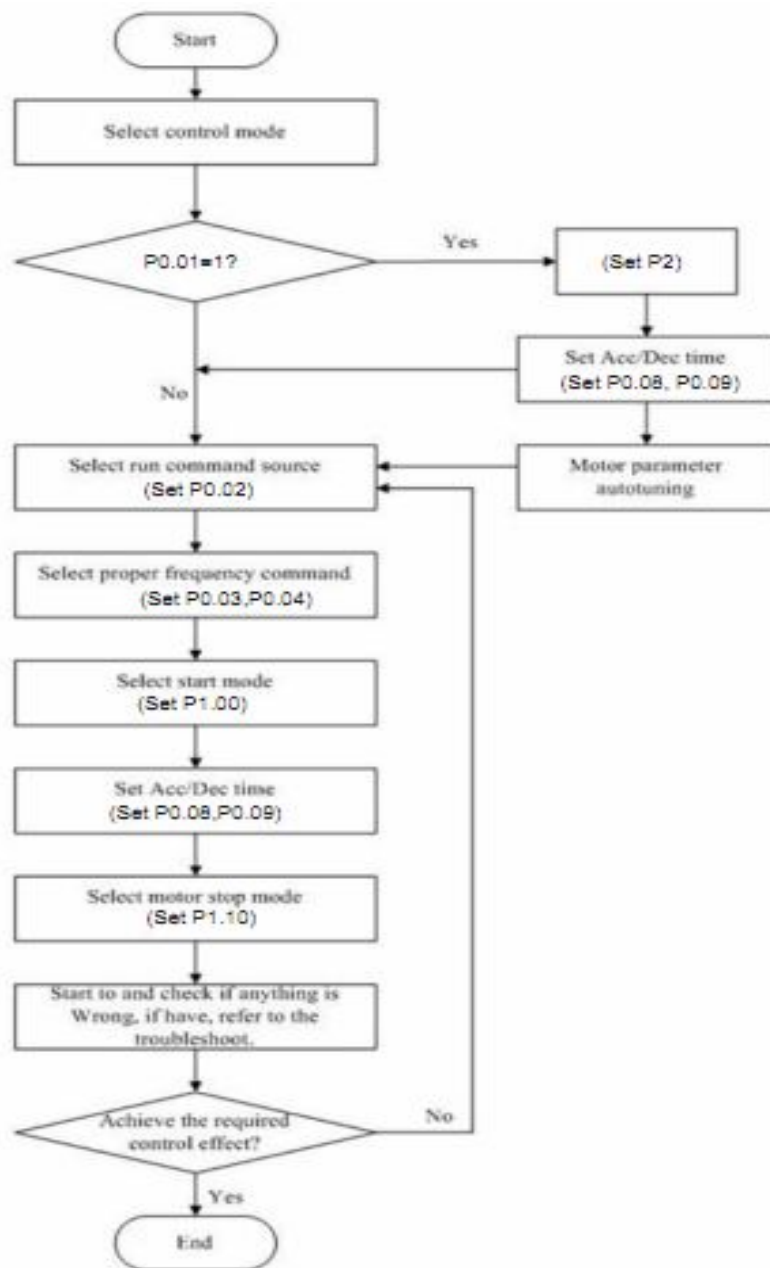 Start
Select control mode
P0.01=1?
Yes
(Set P2)
Set Acc/Dec time
(Set P0.08, P0.09)
No
Select run command source
(Set P0.02)
Motor parameter
autotuning
Select proper frequency command
(Set P0.03,P0.04)
Select start mode
(Set P1.00)
Set Acc/Dec time
(Set P0.08,P0.09)
Select motor stop mode
(Set P1.10)
Start to and check if anything is
Wrong, if have, refer to the
troubleshoot.
Achieve the required
control effect?
No
Yes
End